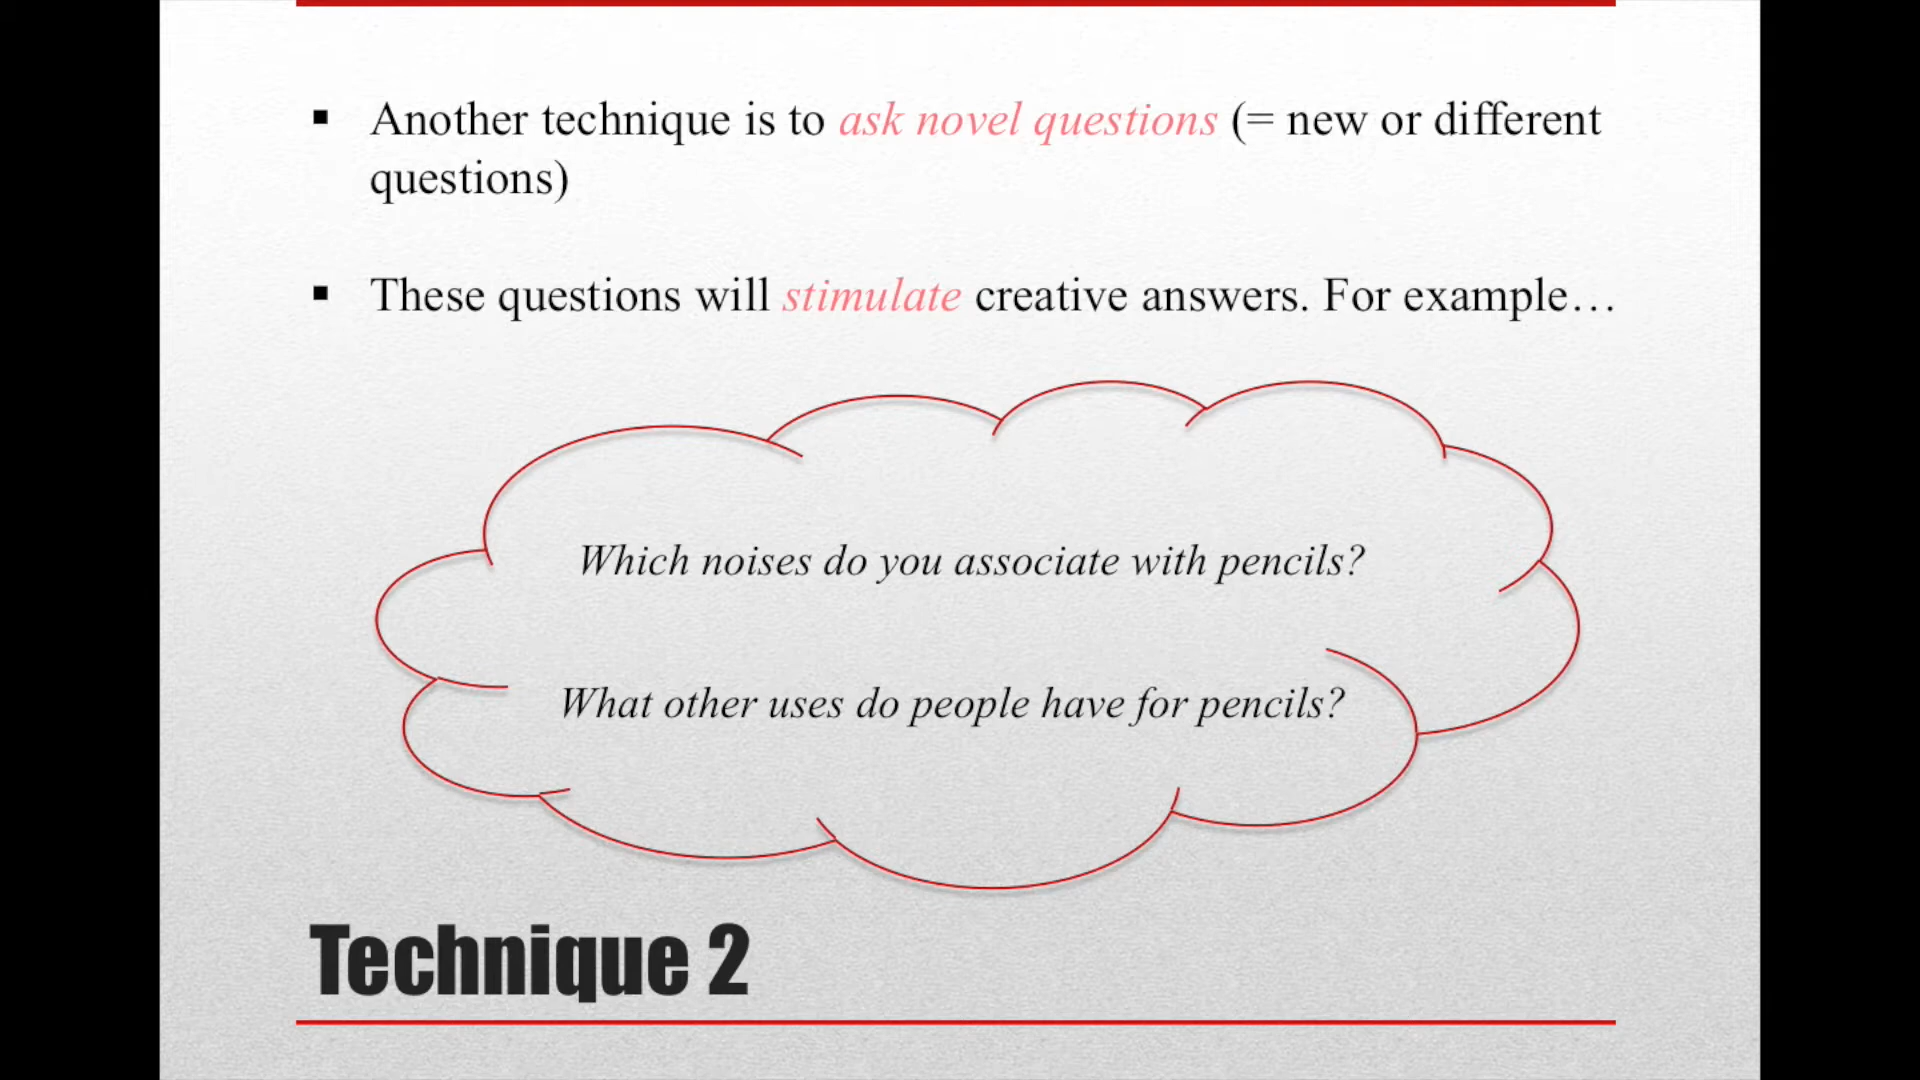 ▪ Another technique is to ask novel questions (= new or different
questions)
▪ These questions will stimulate creative answers. For example…
Which noises do you associate with pencils?
What other uses do people have for pencils?
Technique 2